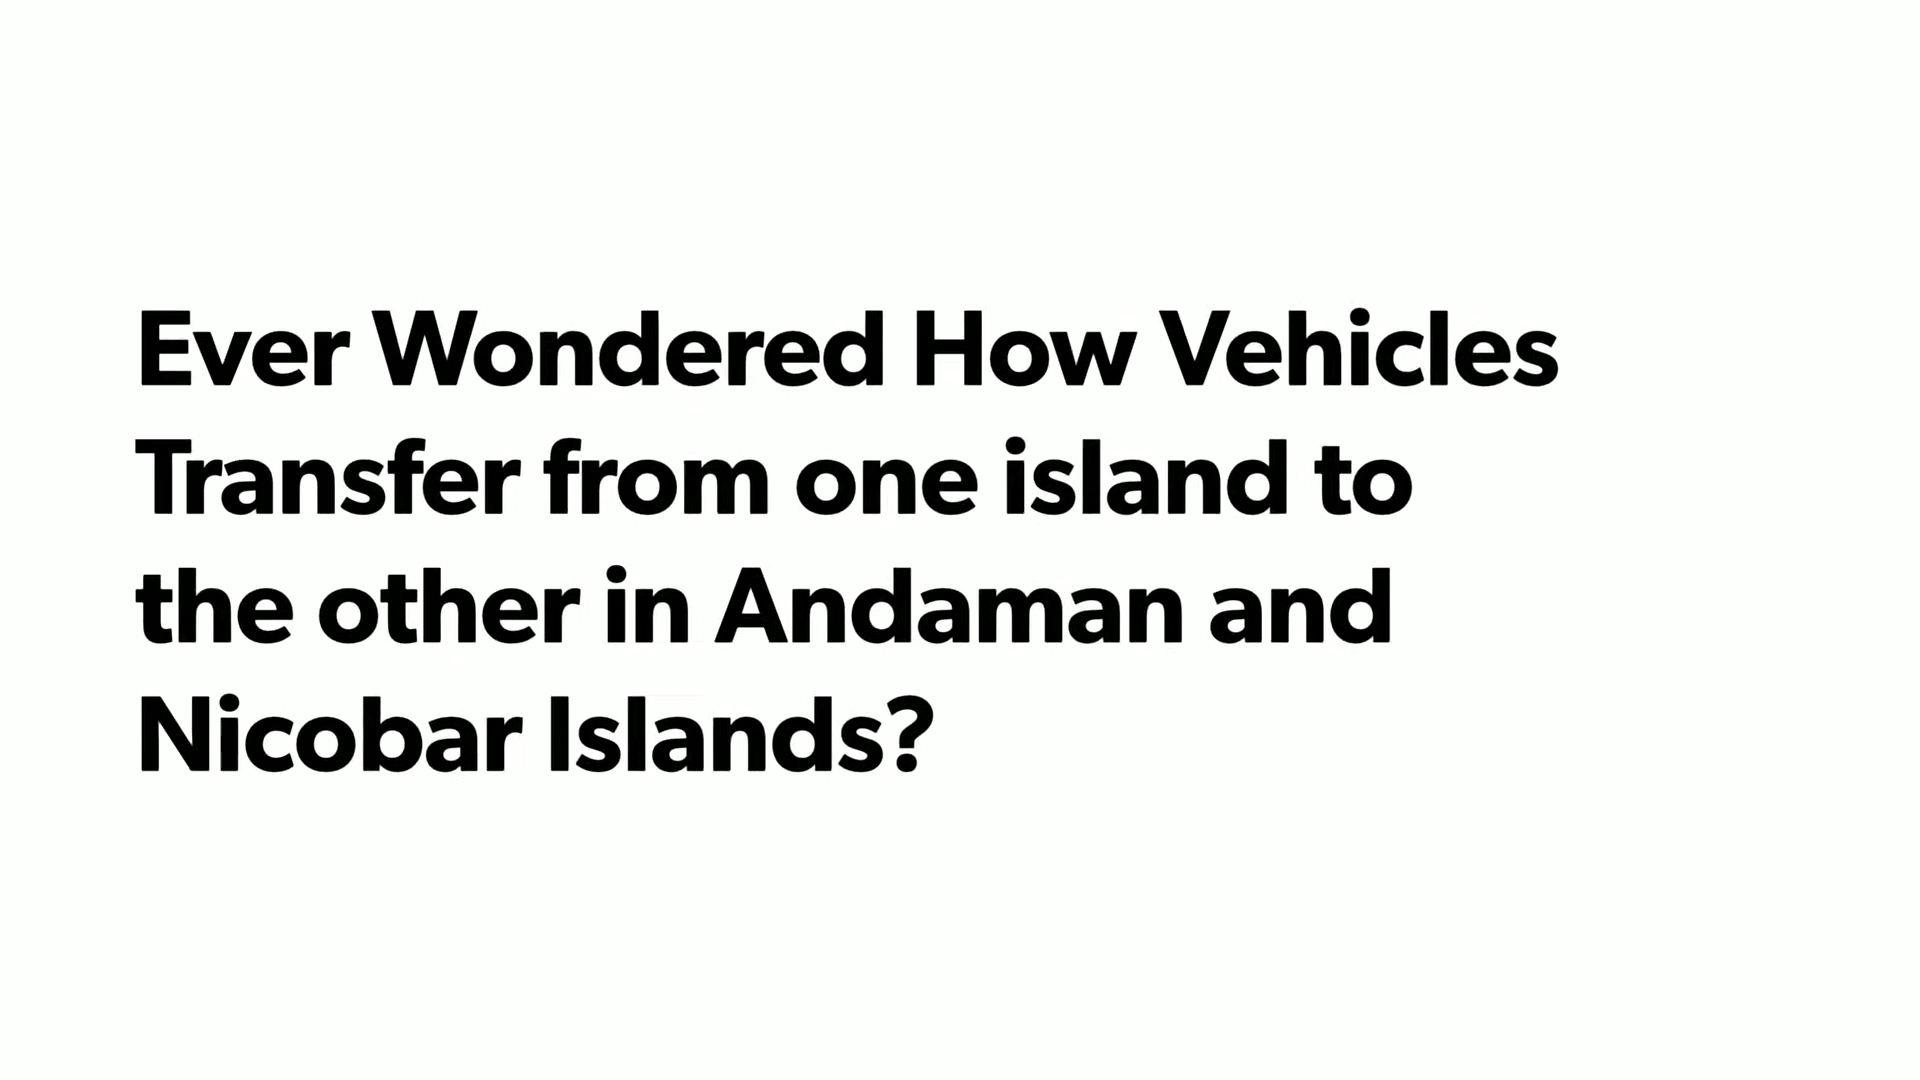 Ever Wondered How Vehicles
Transfer from one island to
the other in Andaman and
Nicobar Islands?